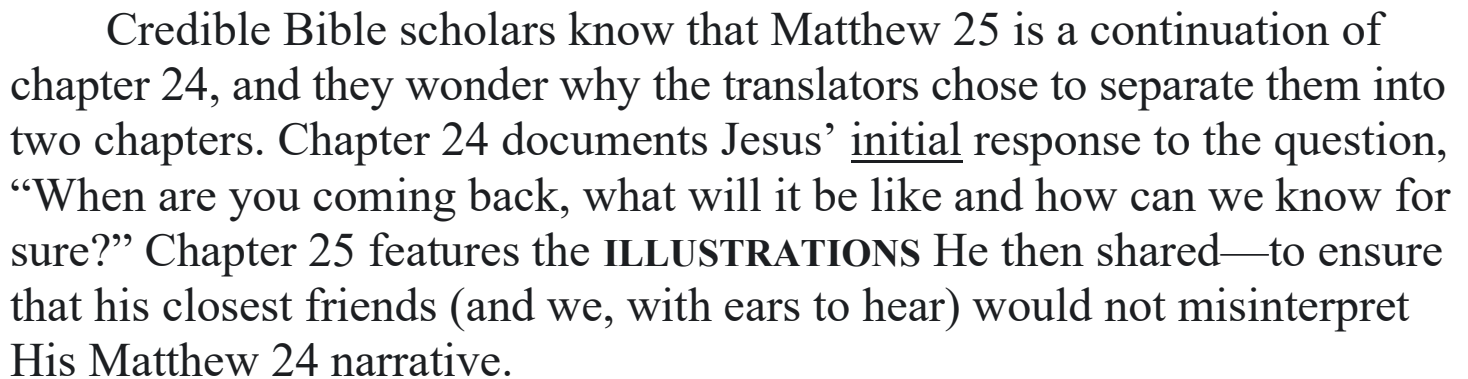 Credible Bible scholars know that Matthew 25 is a continuation of
chapter 24, and they wonder why the translators chose to separate them into
two chapters. Chapter 24 documents Jesus’ initial response to the question,
“When are you coming back, what will it be like and how can we know for
sure?” Chapter 25 features the ILLUSTRATIONS He then shared—to ensure
that his closest friends (and we, with ears to hear) would not misinterpret
His Matthew 24 narrative.